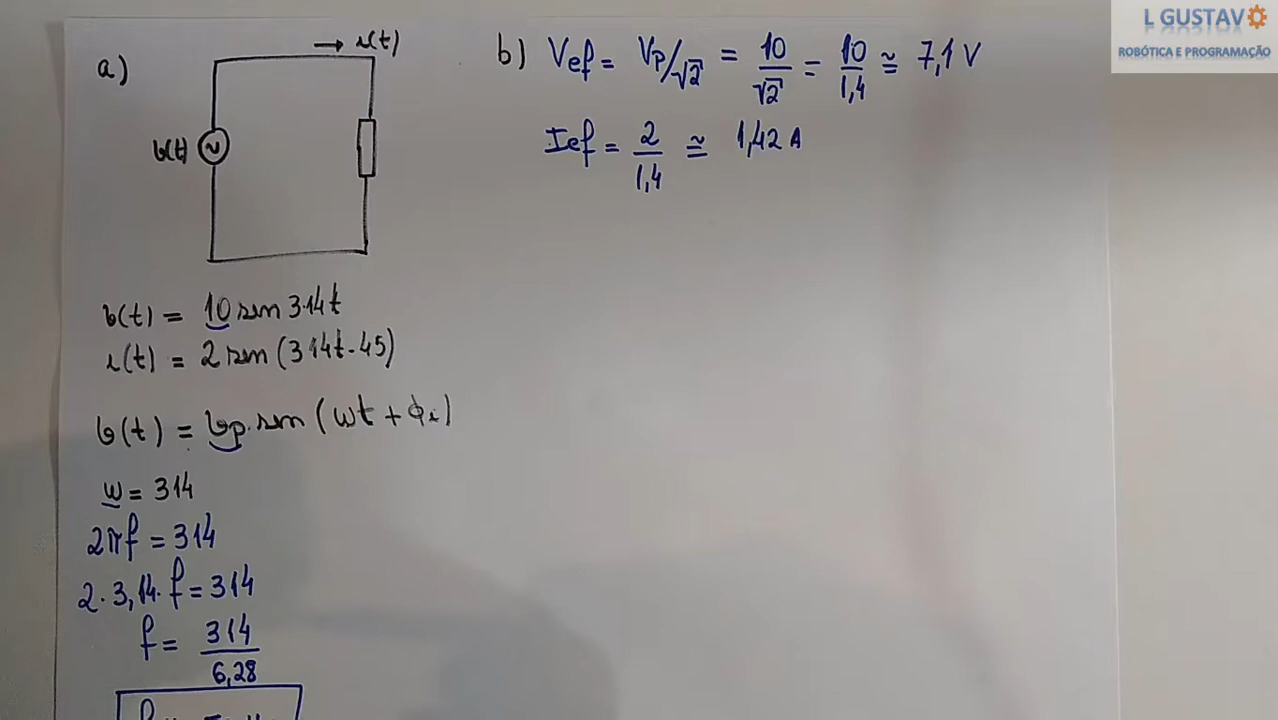 a)
→ i(t)
v(t)
~
v(t) = 10 sen 314t
i(t) = 2 sen (314t - 45)
v(t) = vp. sen (wt + ϕi)
w = 314
2πf = 314
2 · 3,14 · f = 314
f = 314/6,28
b) Vef = Vp/√2 = 10/√2 = 10/1,4 ≅ 7,1 V
Ief = 2/1,4 ≅ 1,42 A
L GUSTAVO
ROBÓTICA E PROGRAMAÇÃO